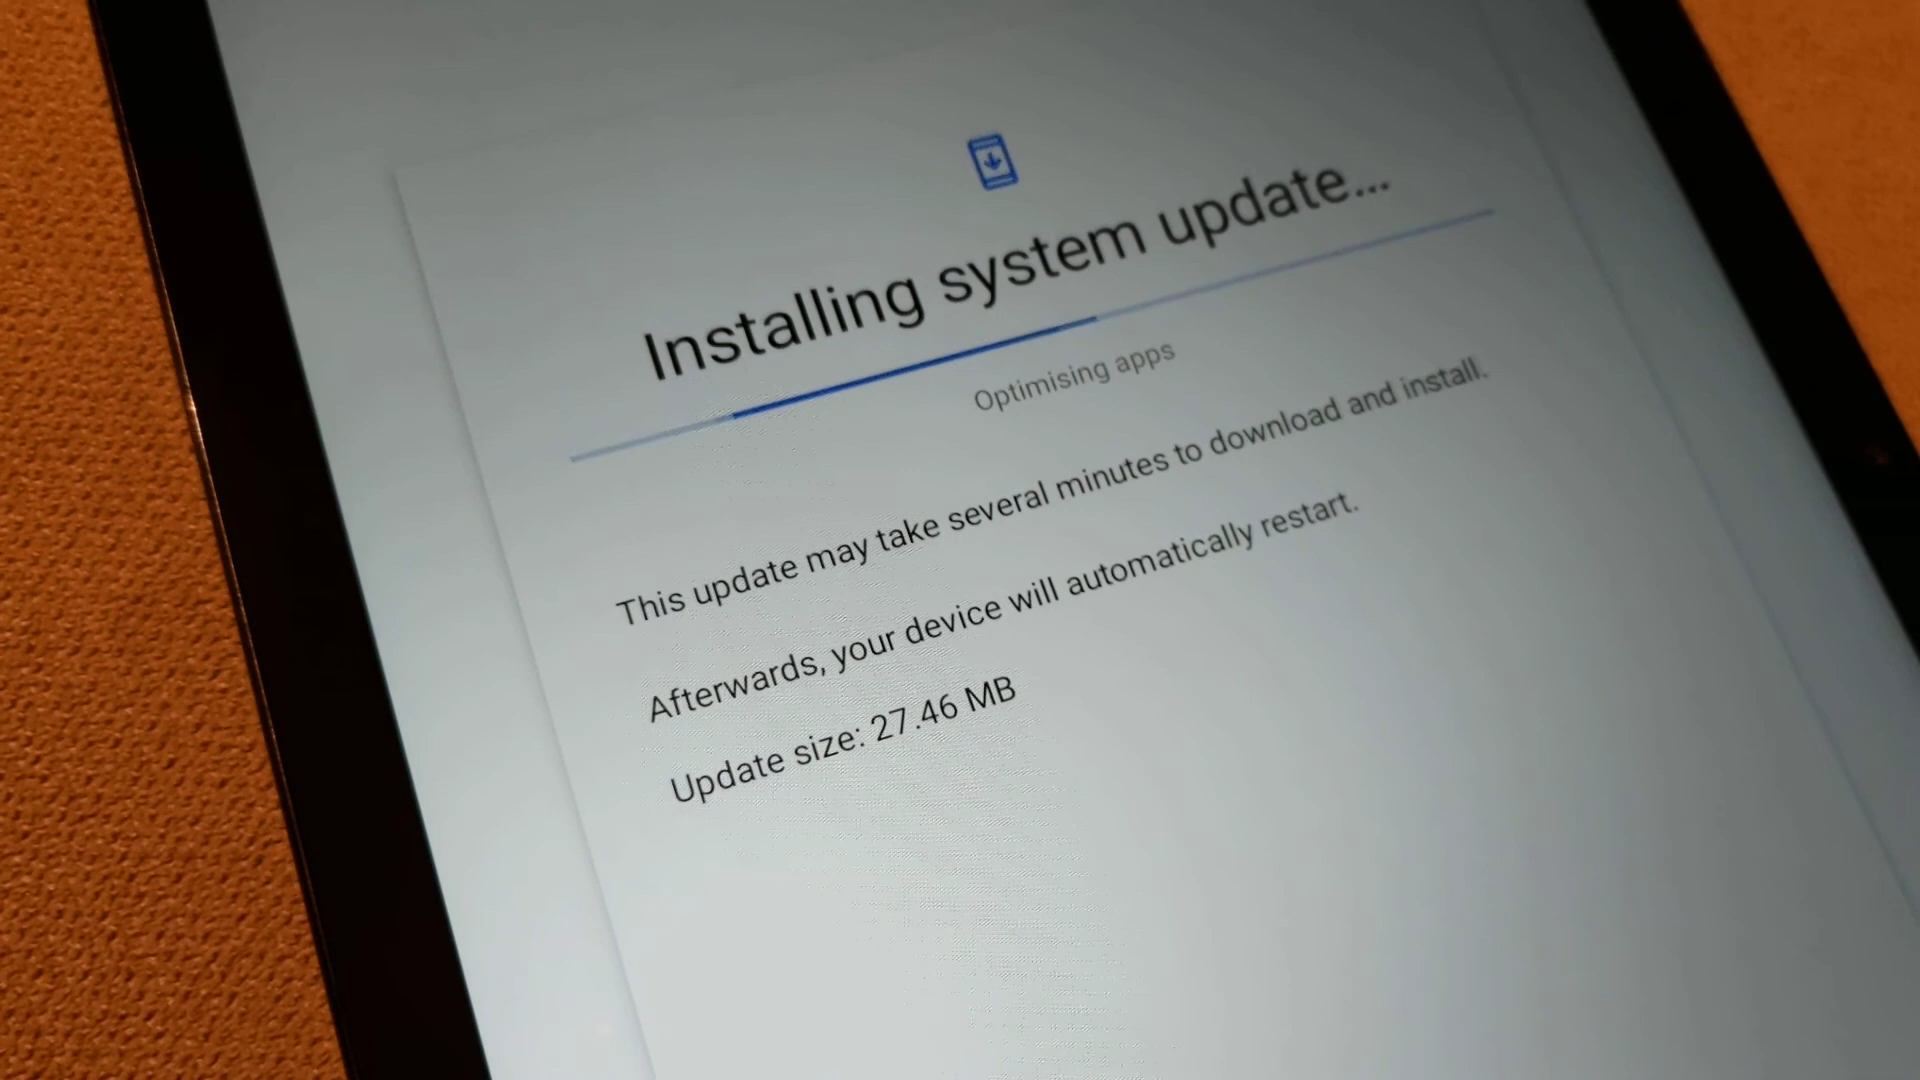 Installing system update...
Optimising apps
This update may take several minutes to download and install.
Afterwards, your device will automatically restart.
Update size: 27.46 MB